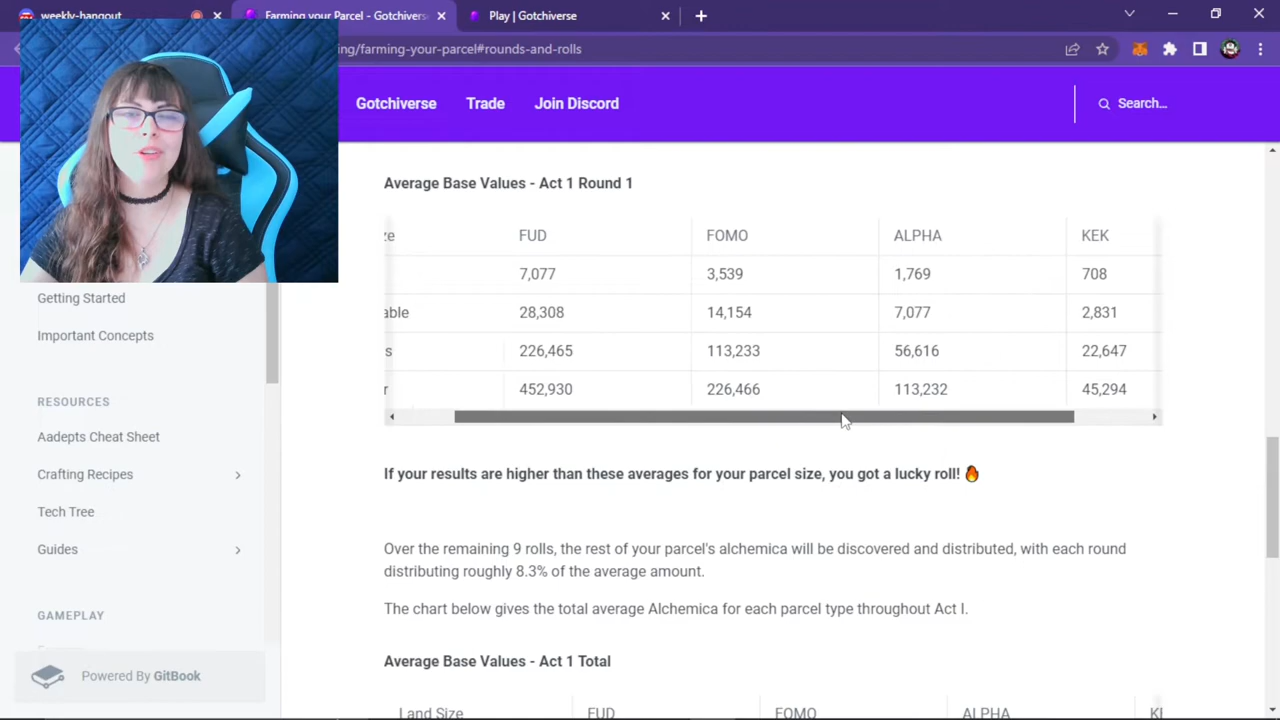 weekly-hangout
Farming your Parcel - Gotchivers
Play | Gotchiverse
ing/farming-your-parcel#rounds-and-rolls
Gotchiverse
Trade
Join Discord
Search...
Getting Started
Important Concepts
RESOURCES
Aadepts Cheat Sheet
Crafting Recipes
Tech Tree
Guides
GAMEPLAY
Powered By GitBook
Average Base Values - Act 1 Round 1
ze FUD FOMO ALPHA KEK
7,077 3,539 1,769 708
able 28,308 14,154 7,077 2,831
s 226,465 113,233 56,616 22,647
r 452,930 226,466 113,232 45,294
If your results are higher than these averages for your parcel size, you got a lucky roll! 🔥
Over the remaining 9 rolls, the rest of your parcel's alchemica will be discovered and distributed, with each round
distributing roughly 8.3% of the average amount.
The chart below gives the total average Alchemica for each parcel type throughout Act I.
Average Base Values - Act 1 Total
Land Size FUD FOMO ALPHA KE